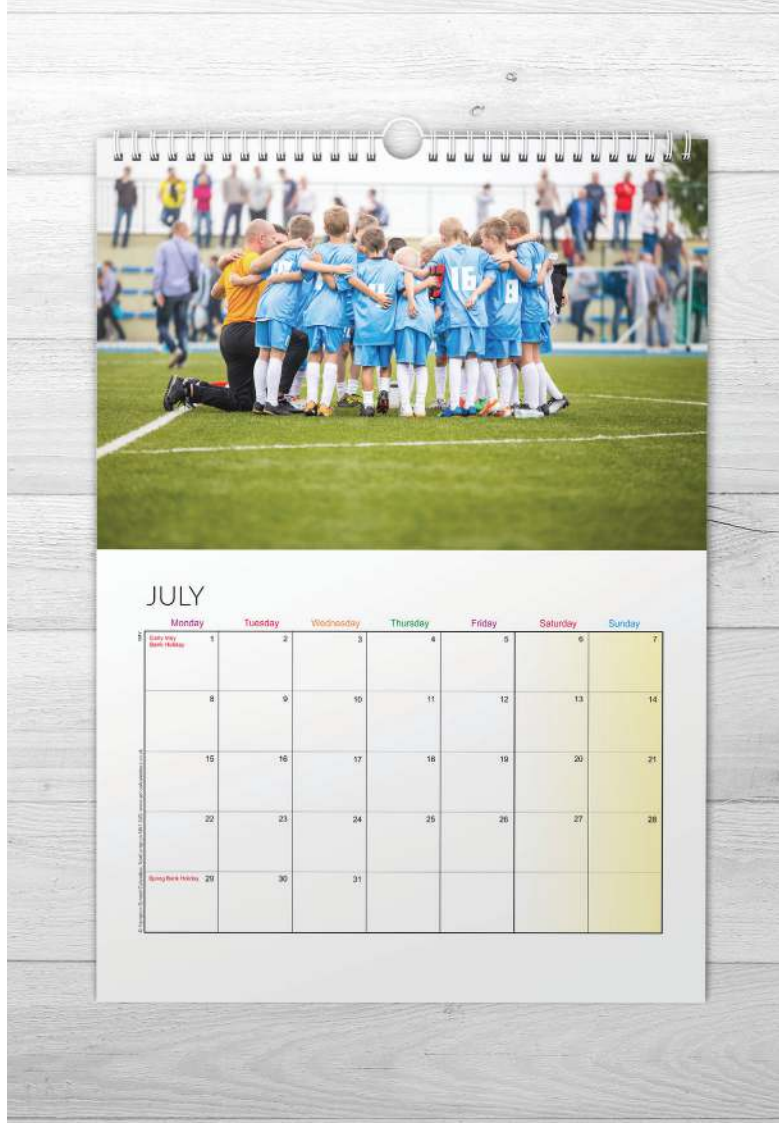 16
8
JULY
Monday Tuesday Wednesday Thursday Friday Saturday Sunday
Early May
Bank Holiday
1 2 3 4 5 6 7
8 9 10 11 12 13 14
15 16 17 18 19 20 21
22 23 24 25 26 27 28
Spring Bank Holiday 29 30 31